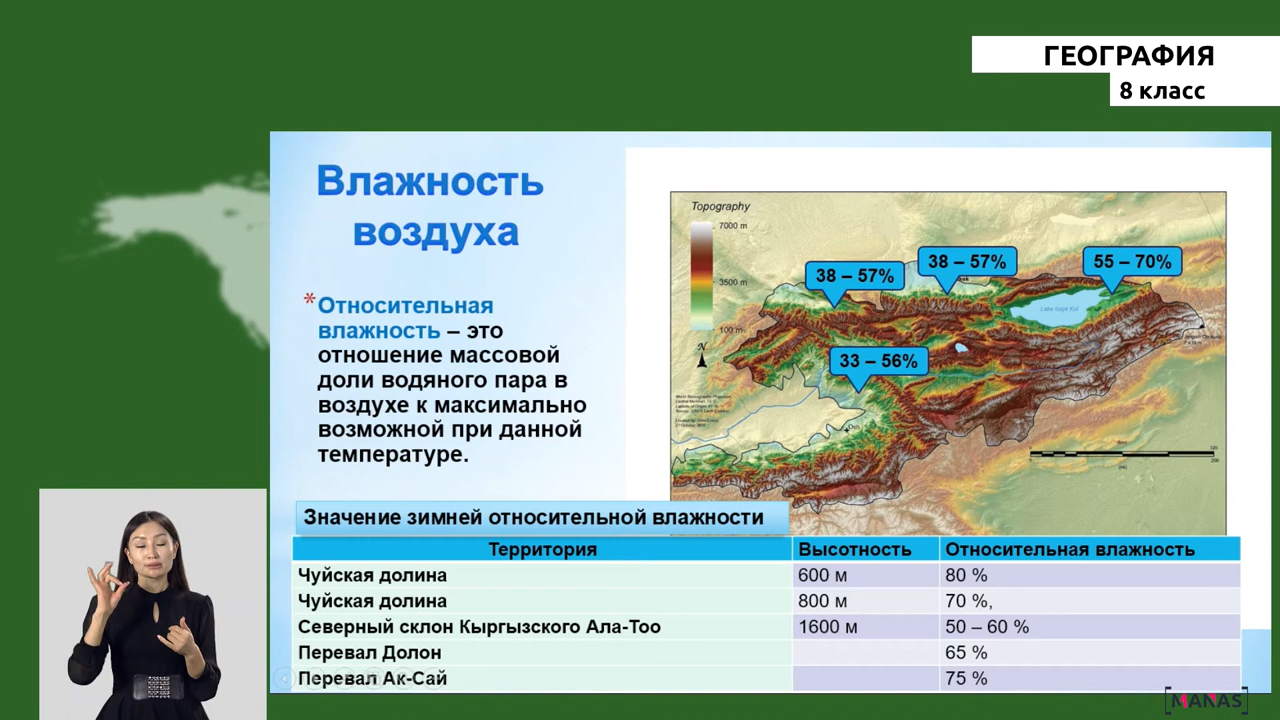 ГЕОГРАФИЯ
8 класс
Влажность
воздуха
*Относительная
влажность – это
отношение массовой
доли водяного пара в
воздухе к максимально
возможной при данной
температуре.
Topography
7000 m
3500 m
100 m
N
38 – 57%
38 – 57%
55 – 70%
33 – 56%
Lake Issyk Kul
Osh
Значение зимней относительной влажности
Территория Высотность Относительная влажность
Чуйская долина 600 м 80 %
Чуйская долина 800 м 70 %,
Северный склон Кыргызского Ала-Тоо 1600 м 50 – 60 %
Перевал Долон 65 %
Перевал Ак-Сай 75 %
MANAS